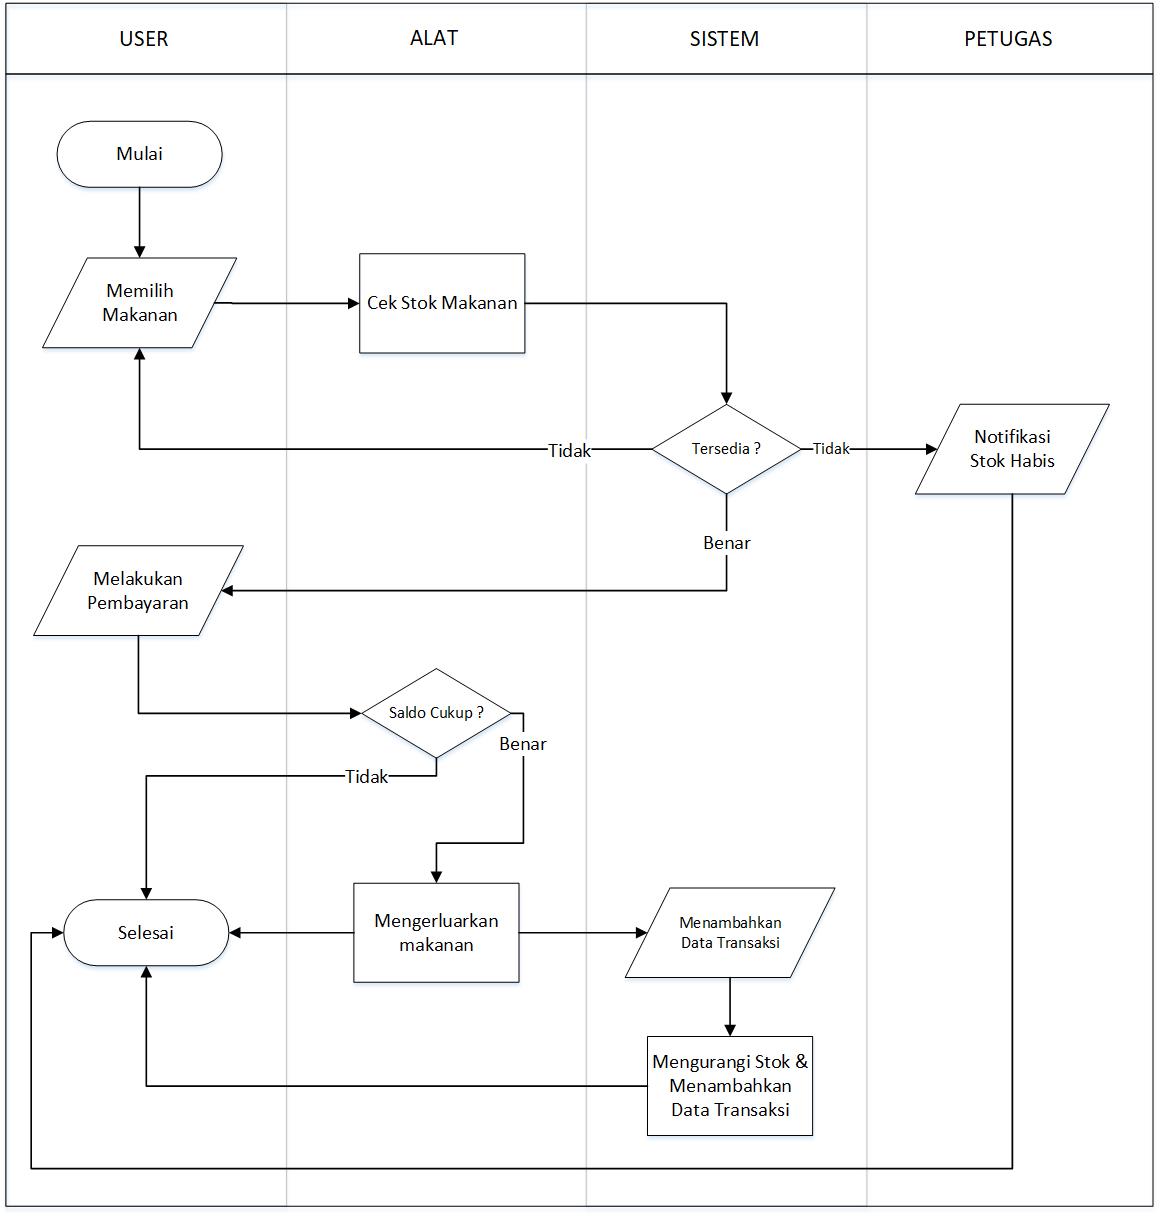 USER
ALAT
SISTEM
PETUGAS
Mulai
Memilih
Makanan
Cek Stok Makanan
Tersedia ?
Tidak
Tidak
Notifikasi
Stok Habis
Benar
Melakukan
Pembayaran
Saldo Cukup ?
Benar
Tidak
Selesai
Mengerluarkan
makanan
Menambahkan
Data Transaksi
Mengurangi Stok &
Menambahkan
Data Transaksi